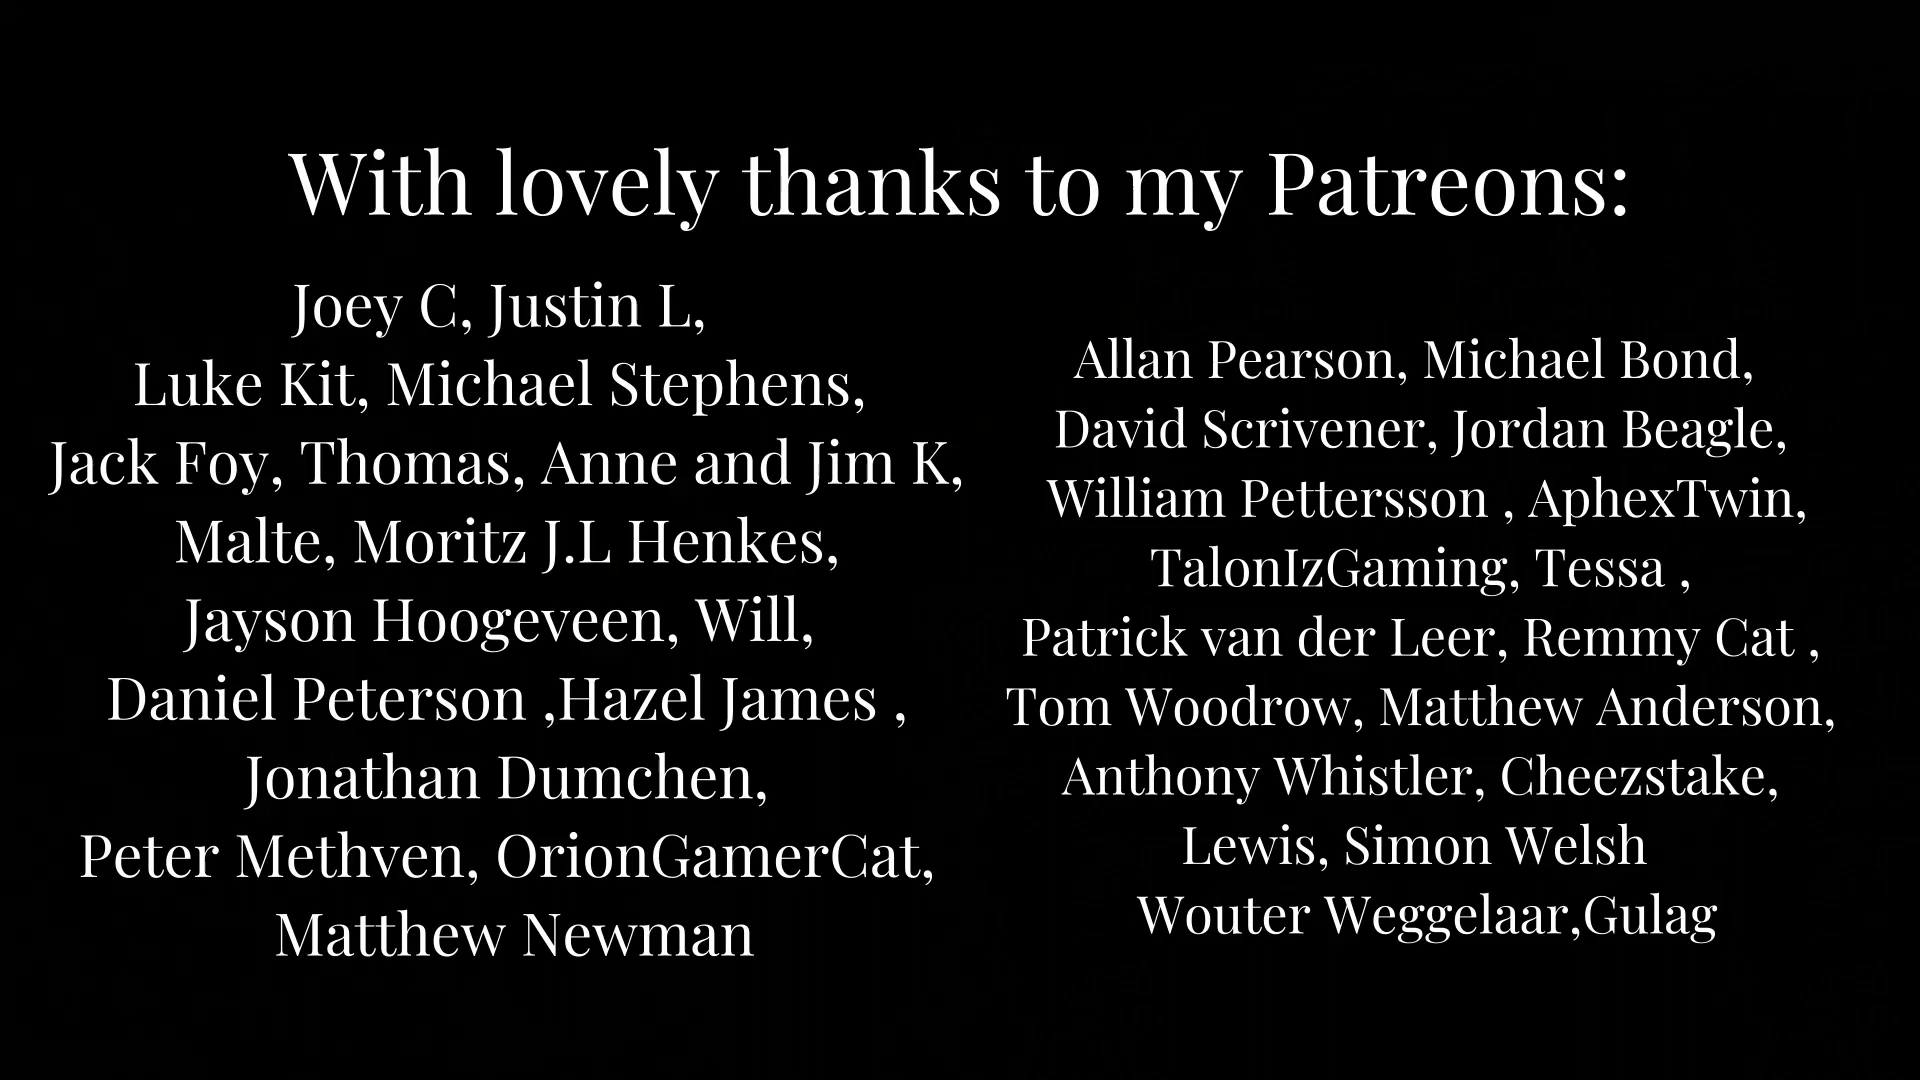 With lovely thanks to my Patreons:
Joey C, Justin L,
Luke Kit, Michael Stephens,
Jack Foy, Thomas, Anne and Jim K,
Malte, Moritz J.L Henkes,
Jayson Hoogeveen, Will,
Daniel Peterson ,Hazel James ,
Jonathan Dumchen,
Peter Methven, OrionGamerCat,
Matthew Newman
Allan Pearson, Michael Bond,
David Scrivener, Jordan Beagle,
William Pettersson , AphexTwin,
TalonIzGaming, Tessa ,
Patrick van der Leer, Remmy Cat ,
Tom Woodrow, Matthew Anderson,
Anthony Whistler, Cheezstake,
Lewis, Simon Welsh
Wouter Weggelaar,Gulag